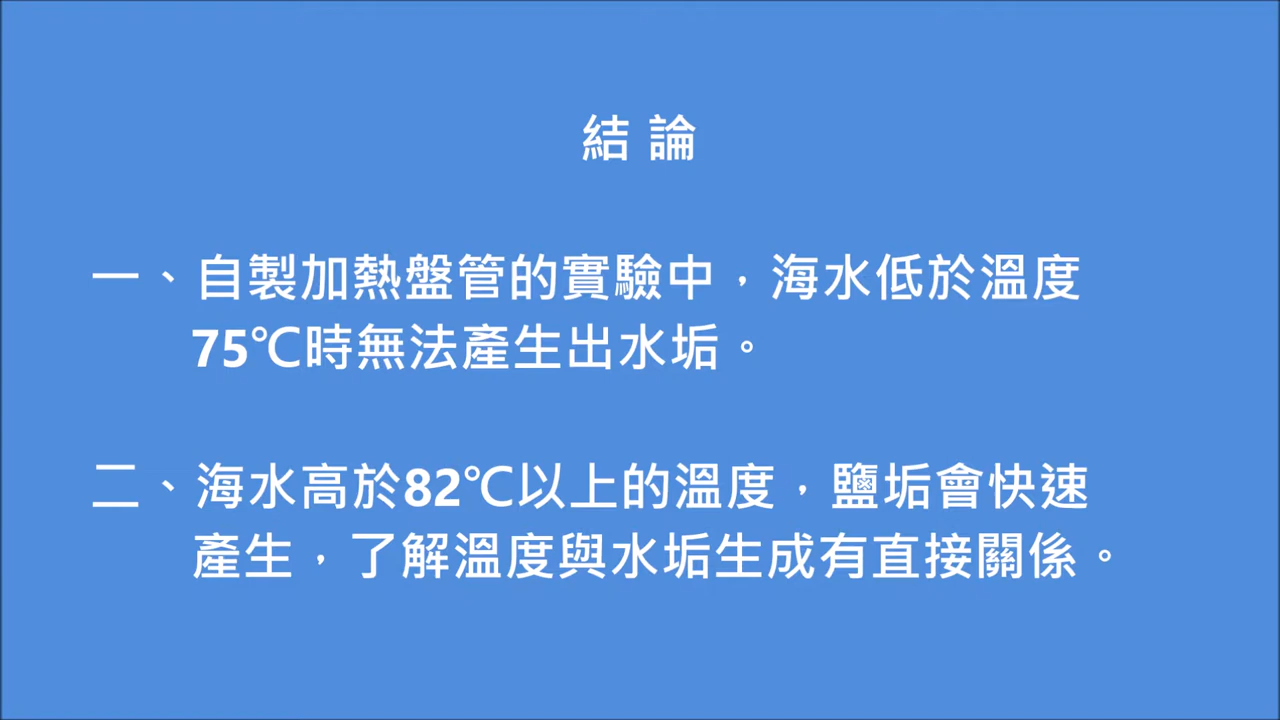 結 論
一、自製加熱盤管的實驗中，海水低於溫度
75℃時無法產生出水垢。
二、海水高於82℃以上的溫度，鹽垢會快速
產生，了解溫度與水垢生成有直接關係。